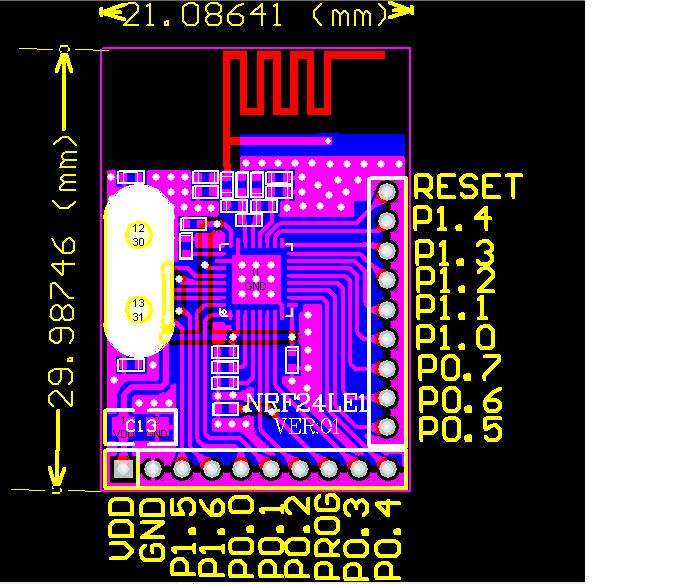 21.08641 (mm)
29.98746 (mm)
RESET
P1.4
P1.3
P1.2
P1.1
P1.0
P0.7
P0.6
P0.5
12
30
0
GND
13
31
NRF24LE1
VER:01
C13
VDD
GND
VDD
GND
P1.5
P1.6
P0.0
P0.1
P0.2
PROG
P0.3
P0.4